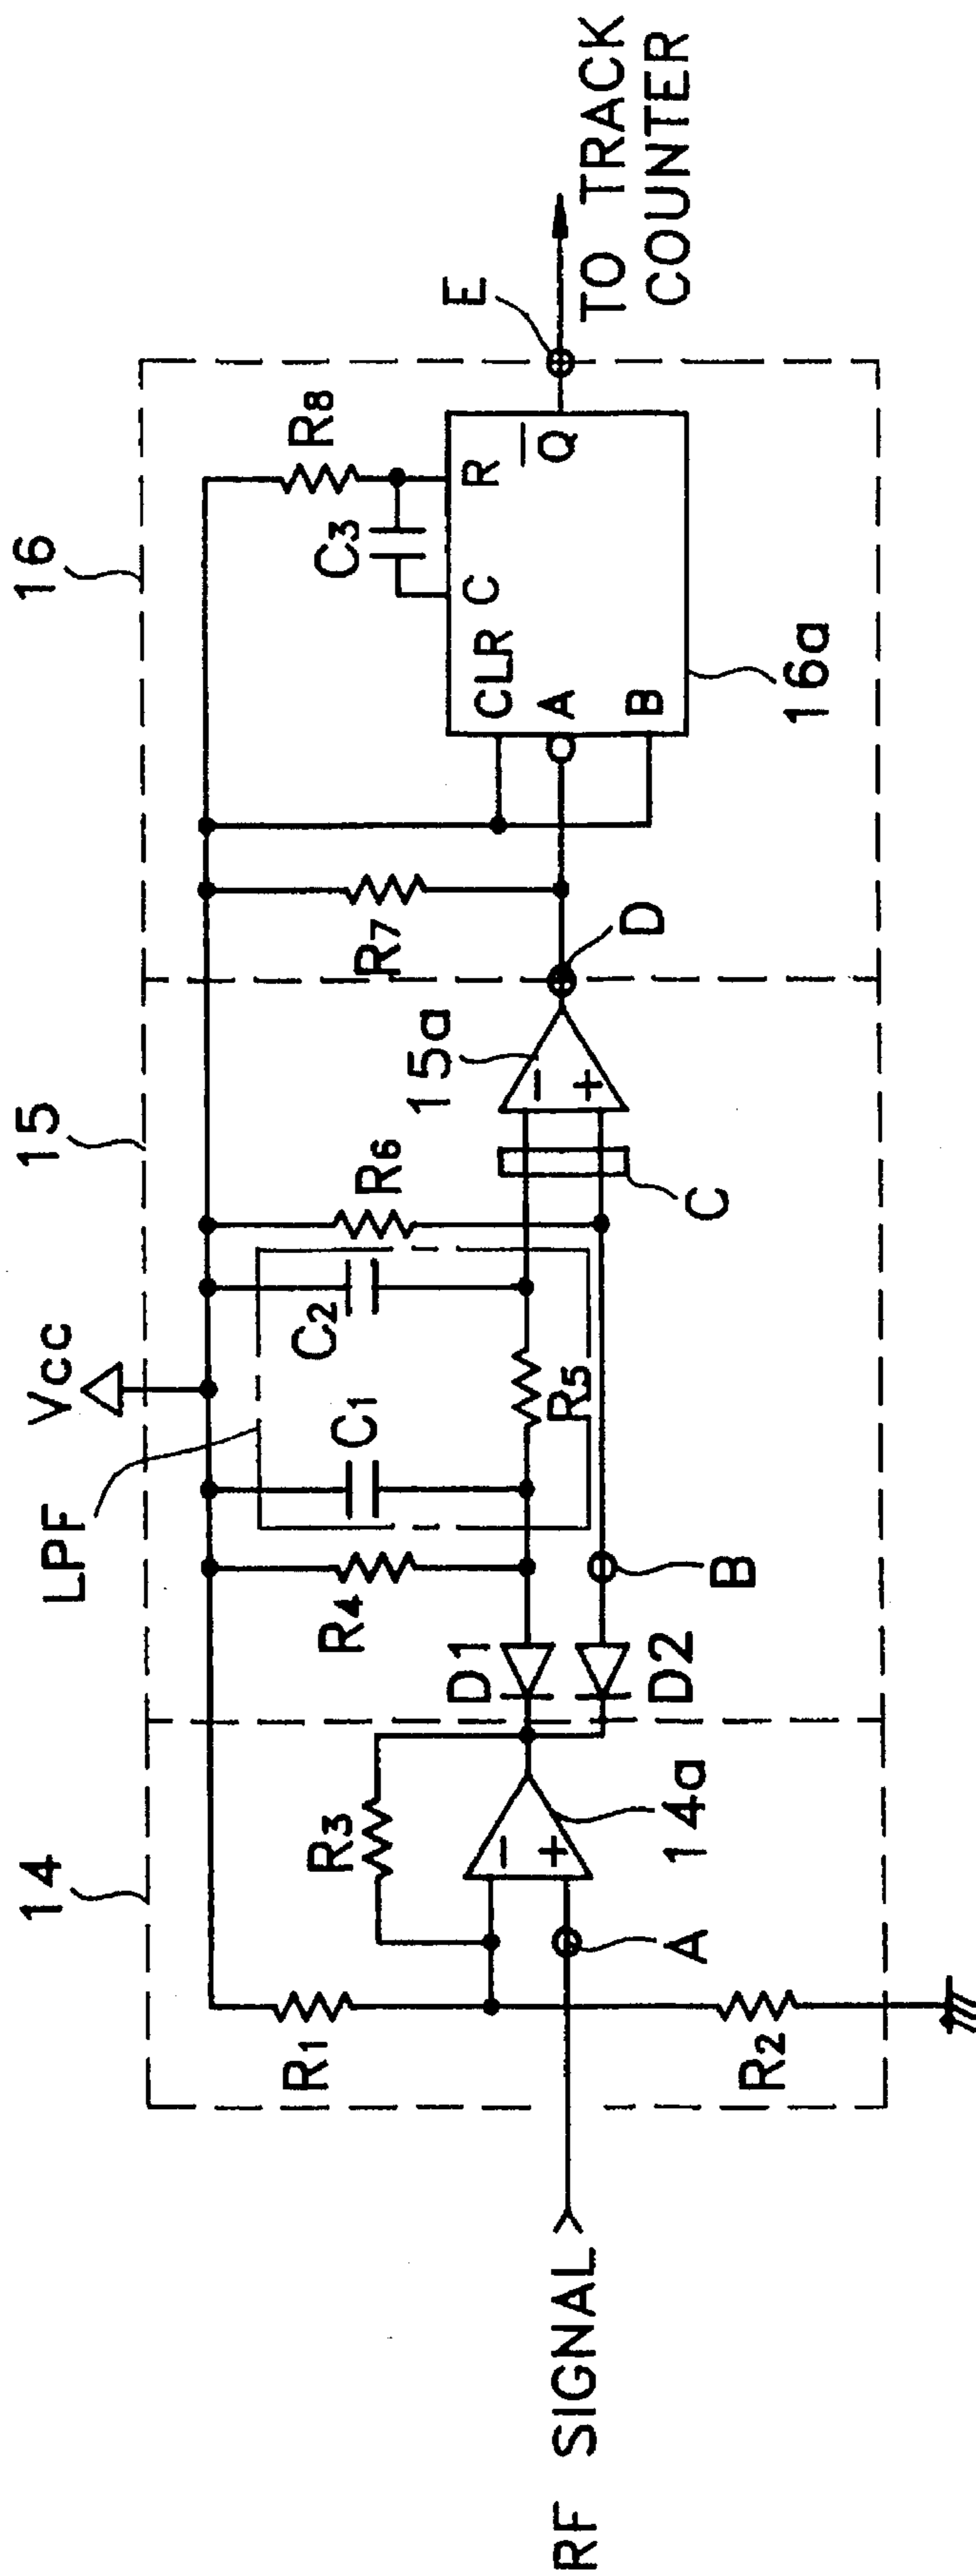 14
15
16
Vcc
LPF
R1
R2
R3
14a
A
D1
D2
B
R4
C1
R5
C2
R6
C
15a
D
R7
CLR
A
B
C
R
Q
C3
R8
16a
E
TO TRACK
COUNTER
RF SIGNAL
−
+
−
+